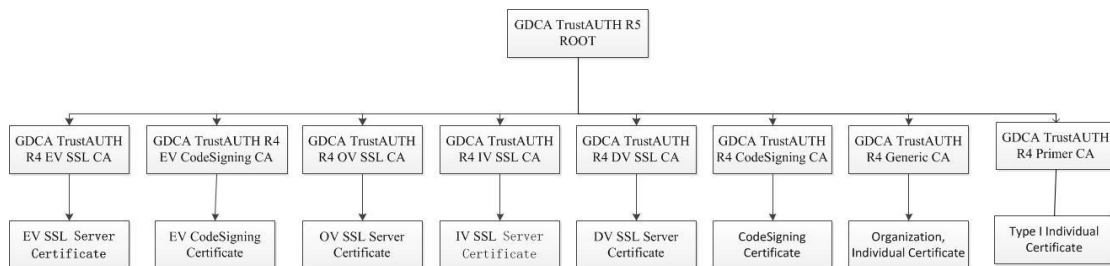 GDCA TrustAUTH R5
ROOT
GDCA TrustAUTH
R4 EV SSL CA
GDCA TrustAUTH R4
EV CodeSigning CA
GDCA TrustAUTH
R4 OV SSL CA
GDCA TrustAUTH
R4 IV SSL CA
GDCA TrustAUTH
R4 DV SSL CA
GDCA TrustAUTH
R4 CodeSigning CA
GDCA TrustAUTH
R4 Generic CA
GDCA TrustAUTH
R4 Primer CA
EV SSL Server
Certificate
EV CodeSigning
Certificate
OV SSL Server
Certificate
IV SSL Server
Certificate
DV SSL Server
Certificate
CodeSigning
Certificate
Organization,
Individual Certificate
Type I Individual
Certificate